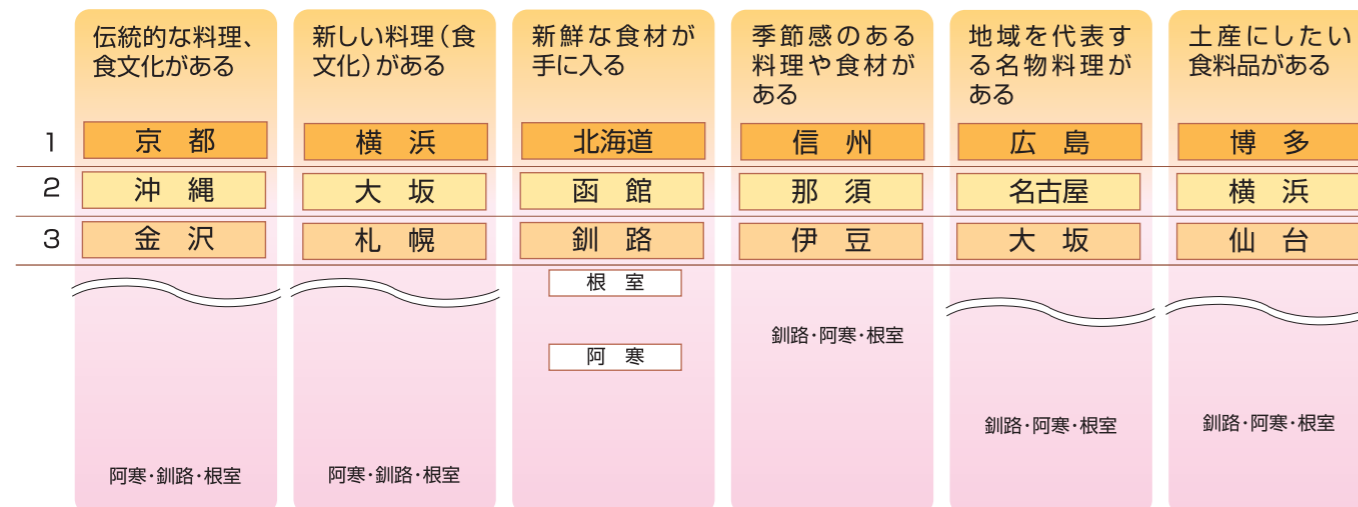 伝統的な料理、
食文化がある
新しい料理(食
文化)がある
新鮮な食材が
手に入る
季節感のある
料理や食材が
ある
地域を代表す
る名物料理が
ある
土産にしたい
食料品がある
1 京都 横浜 北海道 信州 広島 博多
2 沖縄 大坂 函館 那須 名古屋 横浜
3 金沢 札幌 釧路 伊豆 大坂 仙台
根室
釧路・阿寒・根室
阿寒
釧路・阿寒・根室 釧路・阿寒・根室
阿寒・釧路・根室 阿寒・釧路・根室